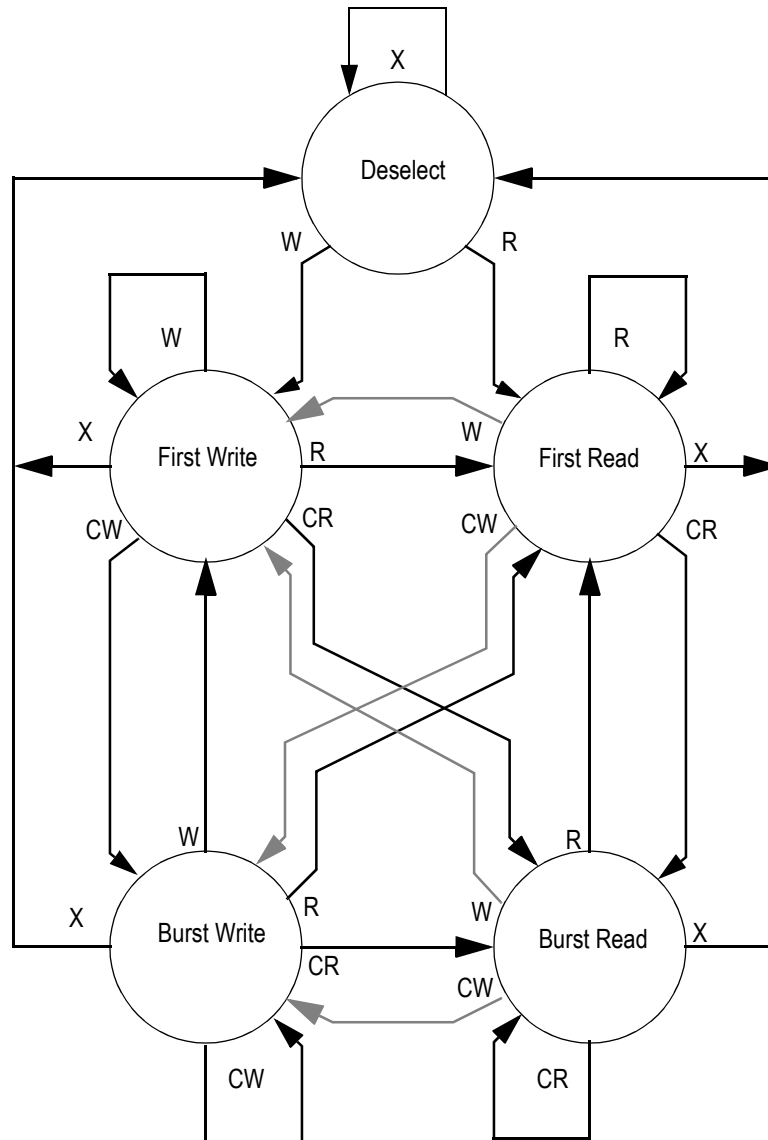 X
Deselect
W
R
W
R
X
W
First Write
R
First Read
X
CW
CR
CW
CR
W
R
X
R
W
Burst Write
Burst Read
X
CR
CW
CW
CR